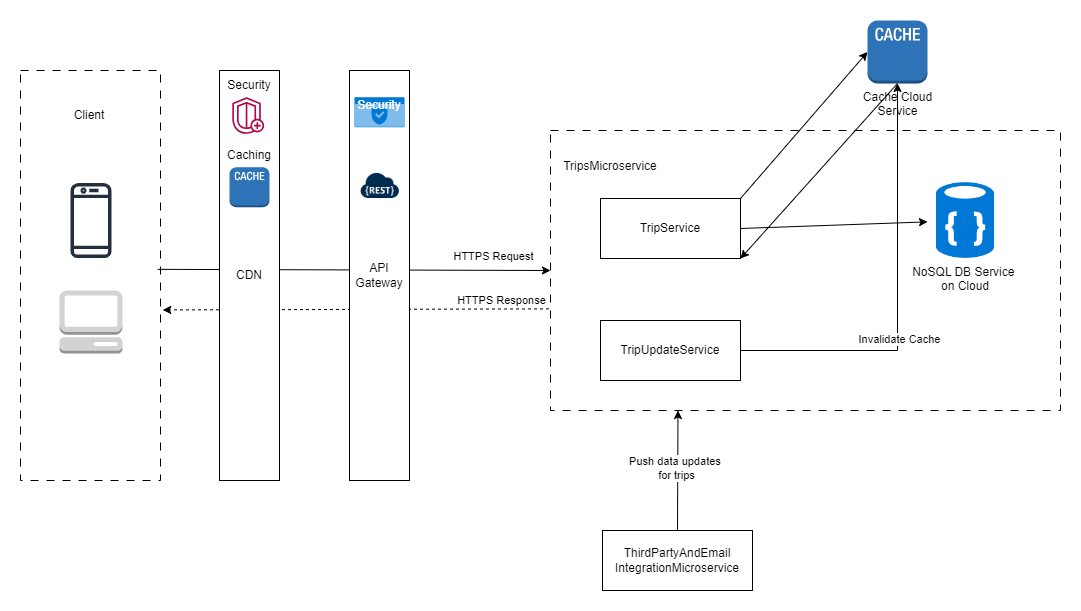 Client
Security
Caching
CACHE
CDN
Security
{REST}
API
Gateway
HTTPS Request
HTTPS Response
CACHE
Cache Cloud
Service
TripsMicroservice
TripService
NoSQL DB Service
on Cloud
TripUpdateService
Invalidate Cache
Push data updates
for trips
ThirdPartyAndEmail
IntegrationMicroservice